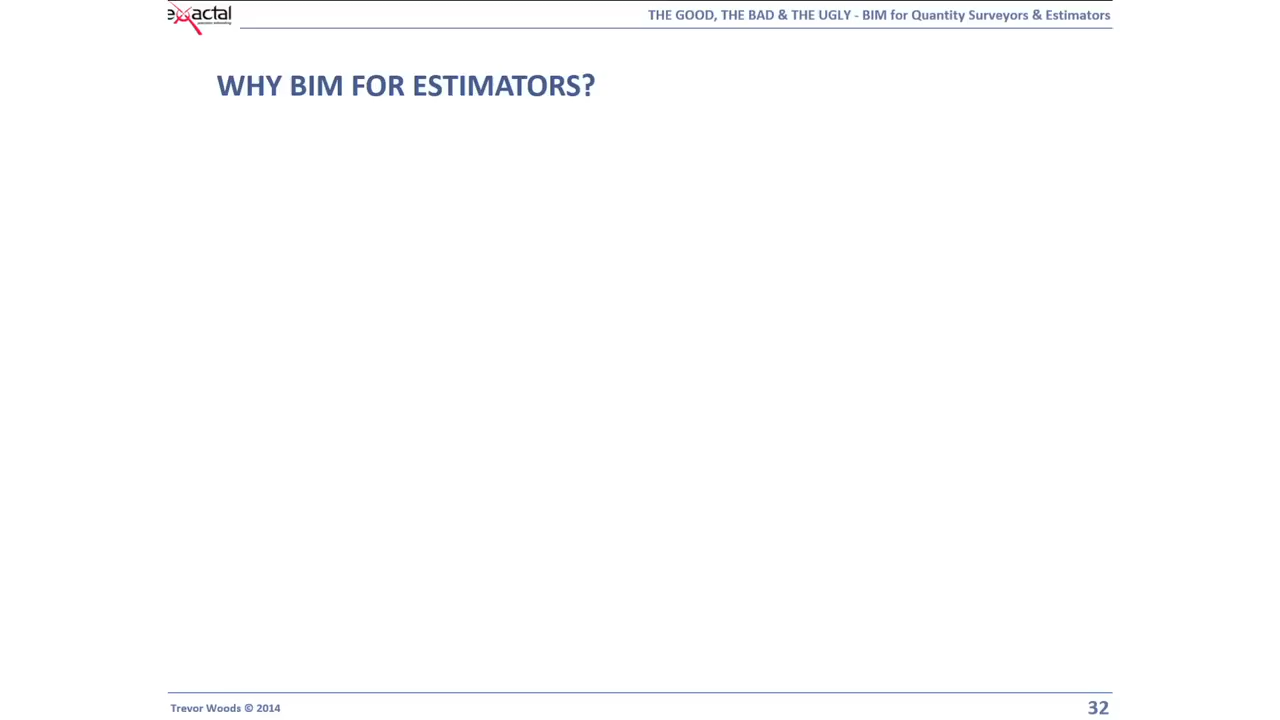 exactal
THE GOOD, THE BAD & THE UGLY - BIM for Quantity Surveyors & Estimators
WHY BIM FOR ESTIMATORS?
Trevor Woods © 2014
32